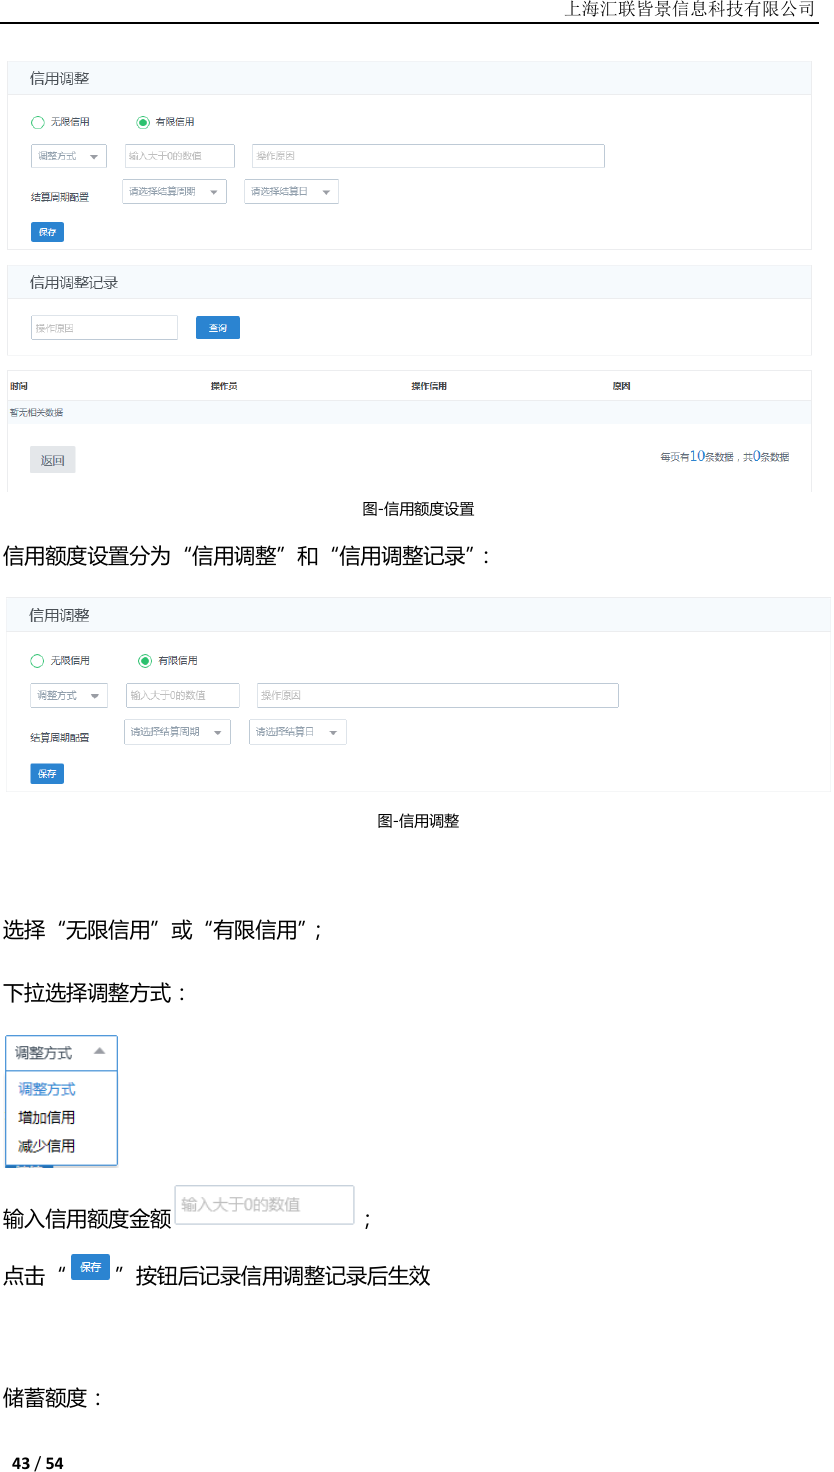 上海汇联皆景信息科技有限公司
信用调整
无限信用 有限信用
调整方式 输入大于0的数值 操作原因
结算周期配置 请选择结算周期 请选择结算日
保存
信用调整记录
操作原因 查询
时间 操作员 操作信用 原因
暂无相关数据
返回 每页有10条数据，共0条数据
图-信用额度设置
信用额度设置分为“信用调整”和“信用调整记录”：
信用调整
无限信用 有限信用
调整方式 输入大于0的数值 操作原因
结算周期配置 请选择结算周期 请选择结算日
保存
图-信用调整
选择“无限信用”或“有限信用”；
下拉选择调整方式：
调整方式
调整方式
增加信用
减少信用
输入信用额度金额 输入大于0的数值 ；
点击“保存”按钮后记录信用调整记录后生效
储蓄额度：
43 / 54